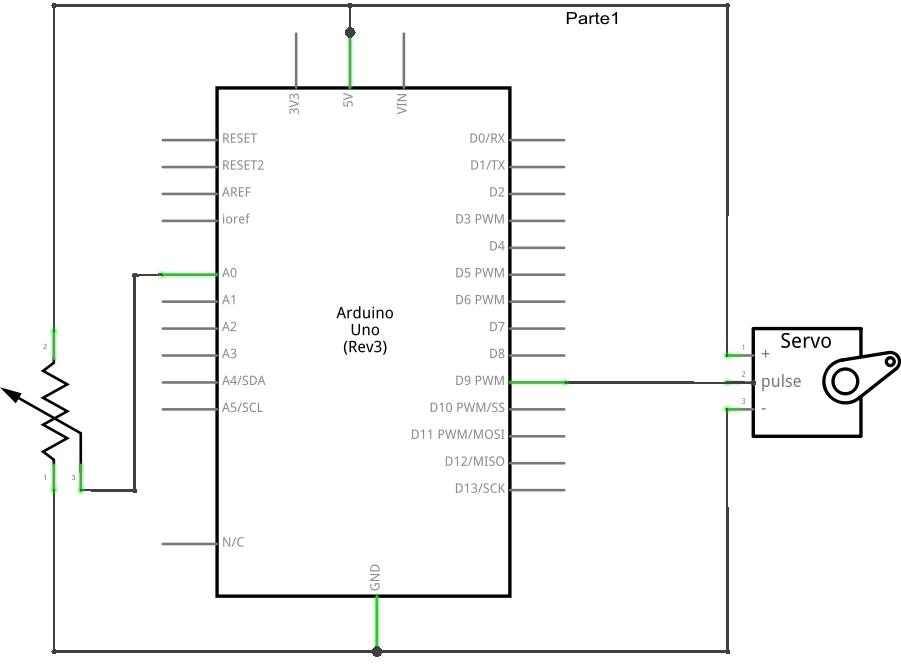 Parte1
3V3
5V
VIN
RESET
D0/RX
RESET2
D1/TX
AREF
D2
ioref
D3 PWM
D4
A0
D5 PWM
A1
D6 PWM
Arduino
Uno
(Rev3)
A2
D7
A3
D8
A4/SDA
D9 PWM
A5/SCL
D10 PWM/SS
D11 PWM/MOSI
D12/MISO
D13/SCK
N/C
GND
2
1
3
Servo
1
+
2
pulse
3
-